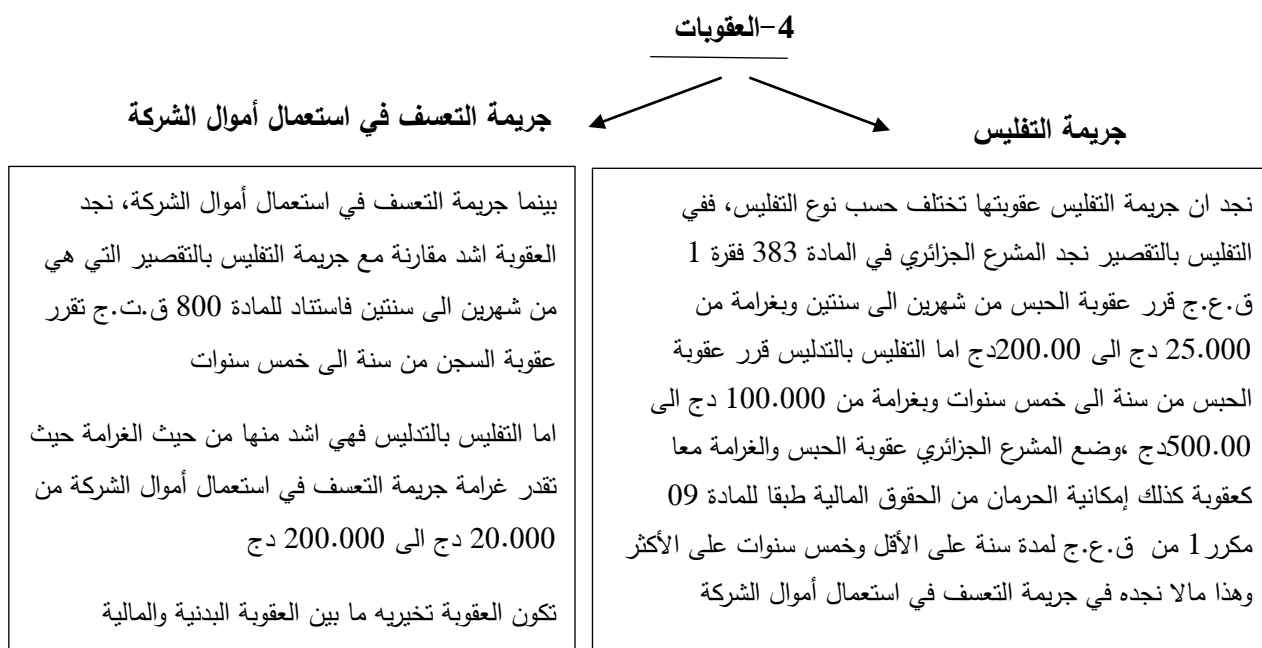 4-العقوبات
جريمة التفليس
جريمة التعسف في استعمال أموال الشركة
نجد ان جريمة التفليس عقوبتها تختلف حسب نوع التفليس، ففي
التفليس بالتقصير نجد المشرع الجزائري في المادة 383 فقرة 1
ق.ع.ج قرر عقوبة الحبس من شهرين الى سنتين وبغرامة من
25.000 دج الى 200.00دج اما التفليس بالتدليس قرر عقوبة
الحبس من سنة الى خمس سنوات وبغرامة من 100.000 دج الى
500.00دج ،وضع المشرع الجزائري عقوبة الحبس والغرامة معا
كعقوبة كذلك إمكانية الحرمان من الحقوق المالية طبقا للمادة 09
مكرر1 من ق.ع.ج لمدة سنة على الأقل وخمس سنوات على الأكثر
وهذا مالا نجده في جريمة التعسف في استعمال أموال الشركة
بينما جريمة التعسف في استعمال أموال الشركة، نجد
العقوبة اشد مقارنة مع جريمة التفليس بالتقصير التي هي
من شهرين الى سنتين فاستناد للمادة 800 ق.ت.ج تقرر
عقوبة السجن من سنة الى خمس سنوات
اما التفليس بالتدليس فهي اشد منها من حيث الغرامة حيث
تقدر غرامة جريمة التعسف في استعمال أموال الشركة من
20.000 دج الى 200.000 دج
تكون العقوبة تخيريه ما بين العقوبة البدنية والمالية